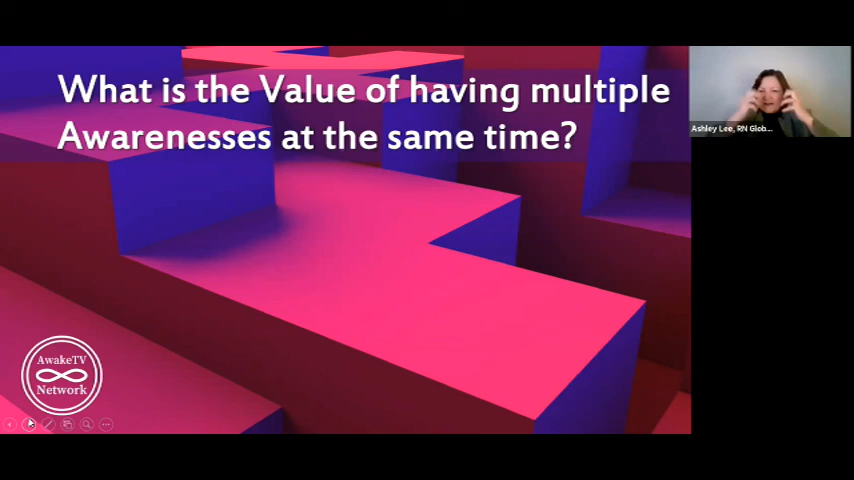 What is the Value of having multiple
Awarenesses at the same time?
Ashley Lee, RN Glob...
AwakeTV
Network